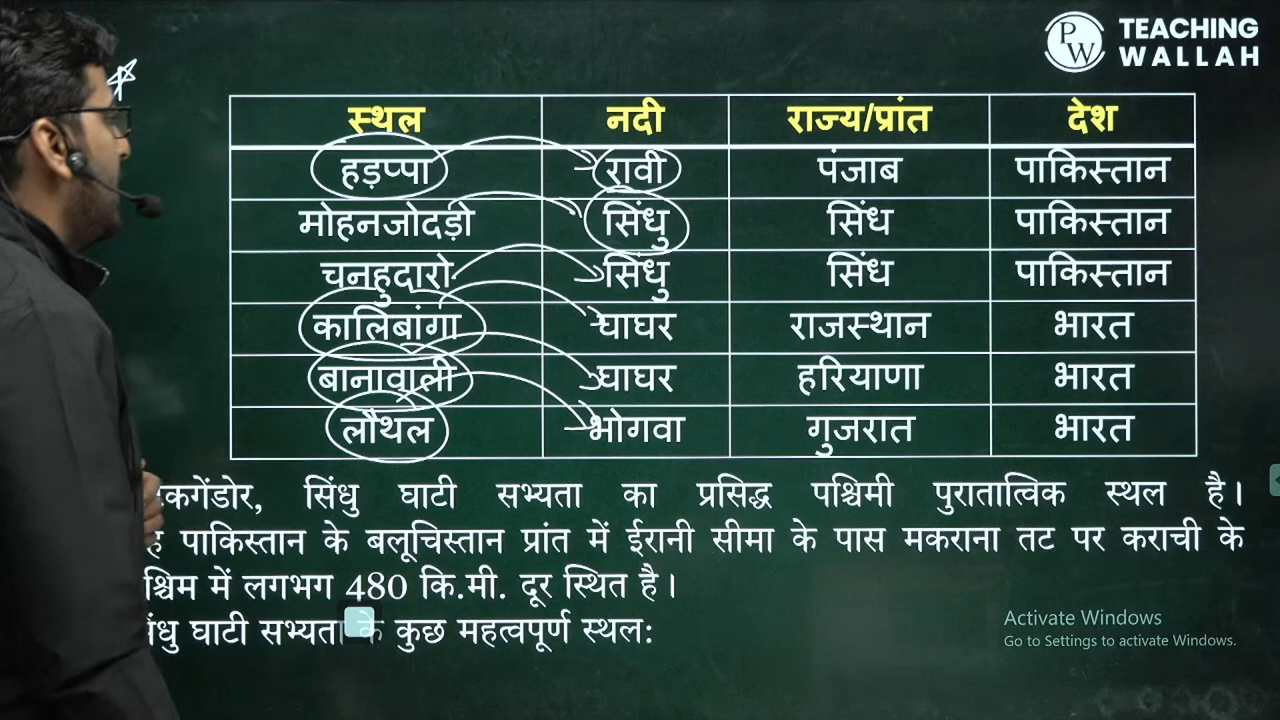 PW TEACHING
WALLAH
स्थल नदी राज्य/प्रांत देश
हड़प्पा रावी पंजाब पाकिस्तान
मोहनजोदड़ो सिंधु सिंध पाकिस्तान
चनहुदारो सिंधु सिंध पाकिस्तान
कालिबांगा घाघर राजस्थान भारत
बानावाली घाघर हरियाणा भारत
लौथल भोगवा गुजरात भारत
सिंधु घाटी सभ्यता का प्रसिद्ध पश्चिमी पुरातात्विक स्थल है।
पाकिस्तान के बलूचिस्तान प्रांत में ईरानी सीमा के पास मकराना तट पर कराची के
में लगभग 480 कि.मी. दूर स्थित है।
घाटी सभ्यता के कुछ महत्वपूर्ण स्थल:
Activate Windows
Go to Settings to activate Windows.